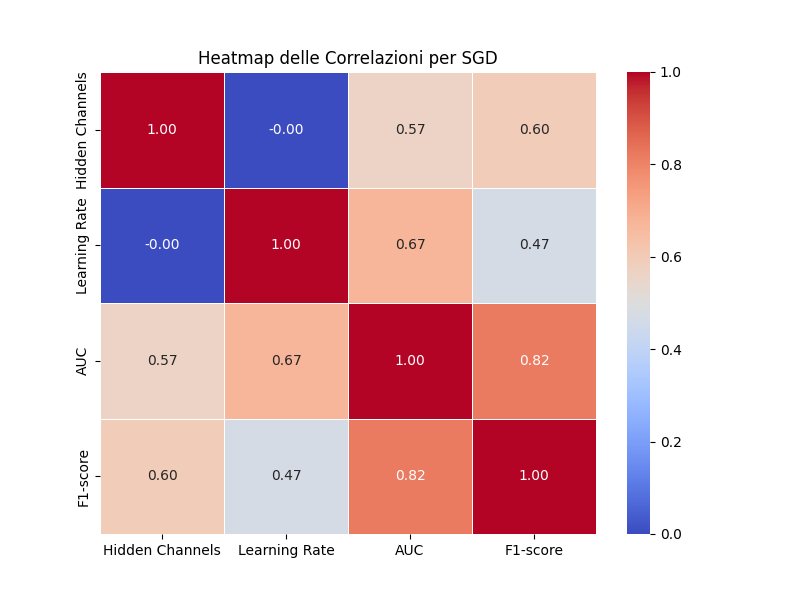 Heatmap delle Correlazioni per SGD
Hidden Channels
1.00
-0.00
0.57
0.60
Learning Rate
-0.00
1.00
0.67
0.47
AUC
0.57
0.67
1.00
0.82
F1-score
0.60
0.47
0.82
1.00
Hidden Channels
Learning Rate
AUC
F1-score
1.0
0.8
0.6
0.4
0.2
0.0